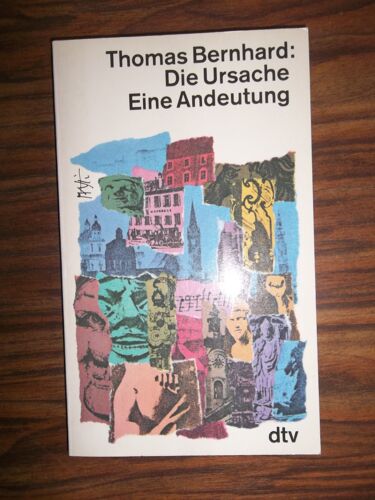 Thomas Bernhard:
Die Ursache
Eine Andeutung
dtv